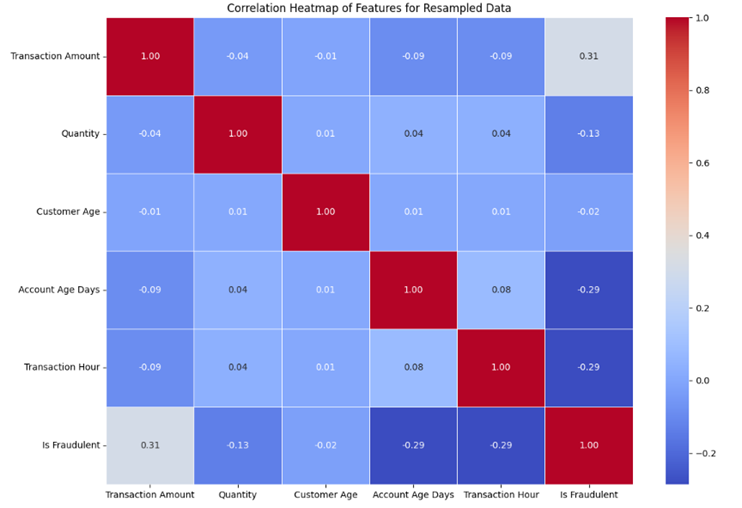 Correlation Heatmap of Features for Resampled Data
Transaction Amount 1.00 -0.04 -0.01 -0.09 -0.09 0.31
Quantity -0.04 1.00 0.01 0.04 0.04 -0.13
Customer Age -0.01 0.01 1.00 0.01 0.01 -0.02
Account Age Days -0.09 0.04 0.01 1.00 0.08 -0.29
Transaction Hour -0.09 0.04 0.01 0.08 1.00 -0.29
Is Fraudulent 0.31 -0.13 -0.02 -0.29 -0.29 1.00
Transaction Amount Quantity Customer Age Account Age Days Transaction Hour Is Fraudulent
1.0
0.8
0.6
0.4
0.2
0.0
−0.2